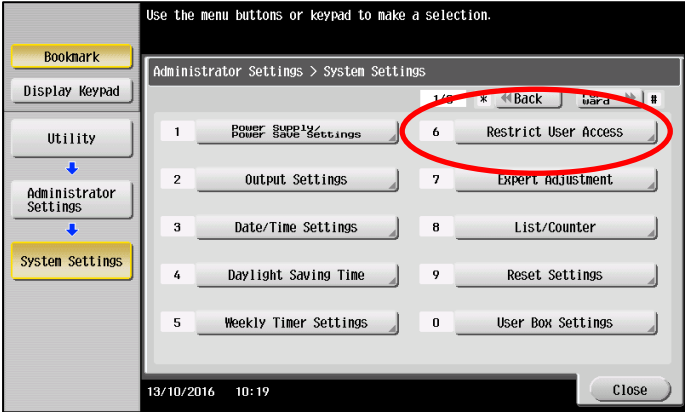 Use the menu buttons or keypad to make a selection.
Bookmark
Display Keypad
Utility
Administrator
Settings
System Settings
Administrator Settings > System Settings
* Back #
1 Power Supply/
Power Save Settings
6 Restrict User Access
2 Output Settings
7 Expert Adjustment
3 Date/Time Settings
8 List/Counter
4 Daylight Saving Time
9 Reset Settings
5 Weekly Timer Settings
0 User Box Settings
13/10/2016 10:19
Close